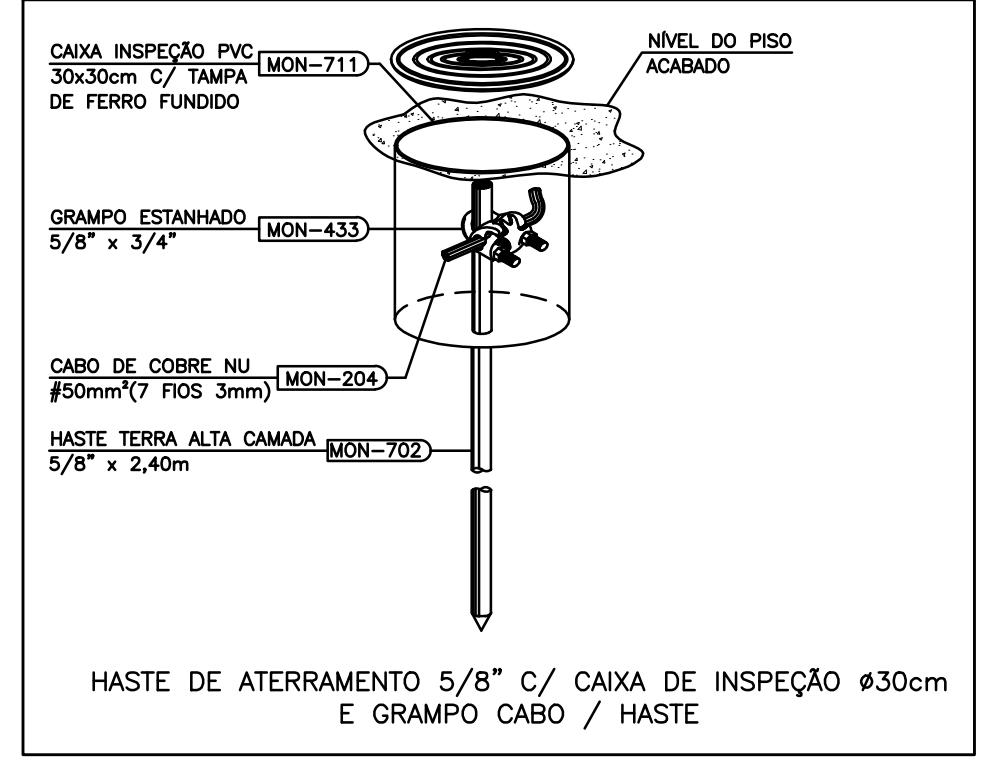 CAIXA INSPEÇÃO PVC
30x30cm C/ TAMPA
DE FERRO FUNDIDO
MON-711
NÍVEL DO PISO
ACABADO
GRAMPO ESTANHADO
5/8" x 3/4"
MON-433
CABO DE COBRE NU
#50mm²(7 FIOS 3mm)
MON-204
HASTE TERRA ALTA CAMADA
5/8" x 2,40m
MON-702
HASTE DE ATERRAMENTO 5/8" C/ CAIXA DE INSPEÇÃO ø30cm
E GRAMPO CABO / HASTE